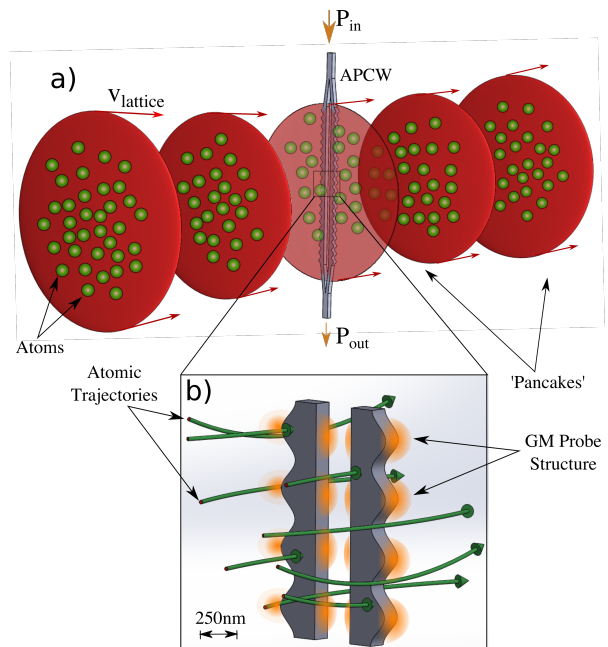 P_in
a)
APCW
v_lattice
Atoms
P_out
'Pancakes'
Atomic
Trajectories
b)
GM Probe
Structure
250nm